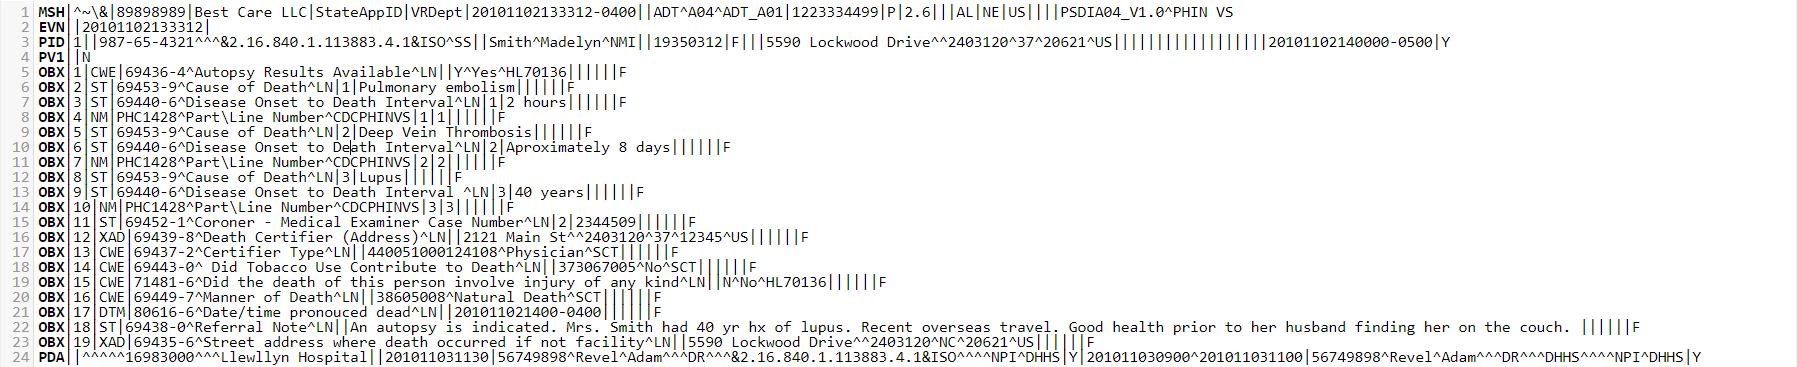 1 MSH|^~\&|89898989|Best Care LLC|StateAppID|VRDept|20101102133312-0400||ADT^A04^ADT_A01|1223334499|P|2.6|||AL|NE|US||||PSDIA04_V1.0^PHIN VS
2 EVN||20101102133312|
3 PID|1||987-65-4321^^^&2.16.840.1.113883.4.1&ISO^SS||Smith^Madelyn^NMI||19350312|F|||5590 Lockwood Drive^^2403120^37^20621^US||||||||||||||||||20101102140000-0500|Y
4 PV1||N
5 OBX|1|CWE|69436-4^Autopsy Results Available^LN||Y^Yes^HL70136||||||F
6 OBX|2|ST|69453-9^Cause of Death^LN|1|Pulmonary embolism||||||F
7 OBX|3|ST|69440-6^Disease Onset to Death Interval^LN|1|2 hours||||||F
8 OBX|4|NM|PHC1428^Part\Line Number^CDCPHINVS|1|1||||||F
9 OBX|5|ST|69453-9^Cause of Death^LN|2|Deep Vein Thrombosis||||||F
10 OBX|6|ST|69440-6^Disease Onset to Death Interval^LN|2|Aproximately 8 days||||||F
11 OBX|7|NM|PHC1428^Part\Line Number^CDCPHINVS|2|2||||||F
12 OBX|8|ST|69453-9^Cause of Death^LN|3|Lupus||||||F
13 OBX|9|ST|69440-6^Disease Onset to Death Interval ^LN|3|40 years||||||F
14 OBX|10|NM|PHC1428^Part\Line Number^CDCPHINVS|3|3||||||F
15 OBX|11|ST|69452-1^Coroner - Medical Examiner Case Number^LN|2|2344509||||||F
16 OBX|12|XAD|69439-8^Death Certifier (Address)^LN||2121 Main St^^2403120^37^12345^US||||||F
17 OBX|13|CWE|69437-2^Certifier Type^LN||440051000124108^Physician^SCT||||||F
18 OBX|14|CWE|69443-0^ Did Tobacco Use Contribute to Death^LN||373067005^No^SCT||||||F
19 OBX|15|CWE|71481-6^Did the death of this person involve injury of any kind^LN||N^No^HL70136||||||F
20 OBX|16|CWE|69449-7^Manner of Death^LN||38605008^Natural Death^SCT||||||F
21 OBX|17|DTM|80616-6^Date/time pronouced dead^LN||201011021400-0400||||||F
22 OBX|18|ST|69438-0^Referral Note^LN||An autopsy is indicated. Mrs. Smith had 40 yr hx of lupus. Recent overseas travel. Good health prior to her husband finding her on the couch. ||||||F
23 OBX|19|XAD|69435-6^Street address where death occurred if not facility^LN||5590 Lockwood Drive^^2403120^NC^20621^US||||||F
24 PDA||^^^^^16983000^^^Llewllyn Hospital||201011031130|56749898^Revel^Adam^^^DR^^^&2.16.840.1.113883.4.1&ISO^^^^NPI^DHHS|Y|201011030900^201011031100|56749898^Revel^Adam^^^DR^^^DHHS^^^^NPI^DHHS|Y